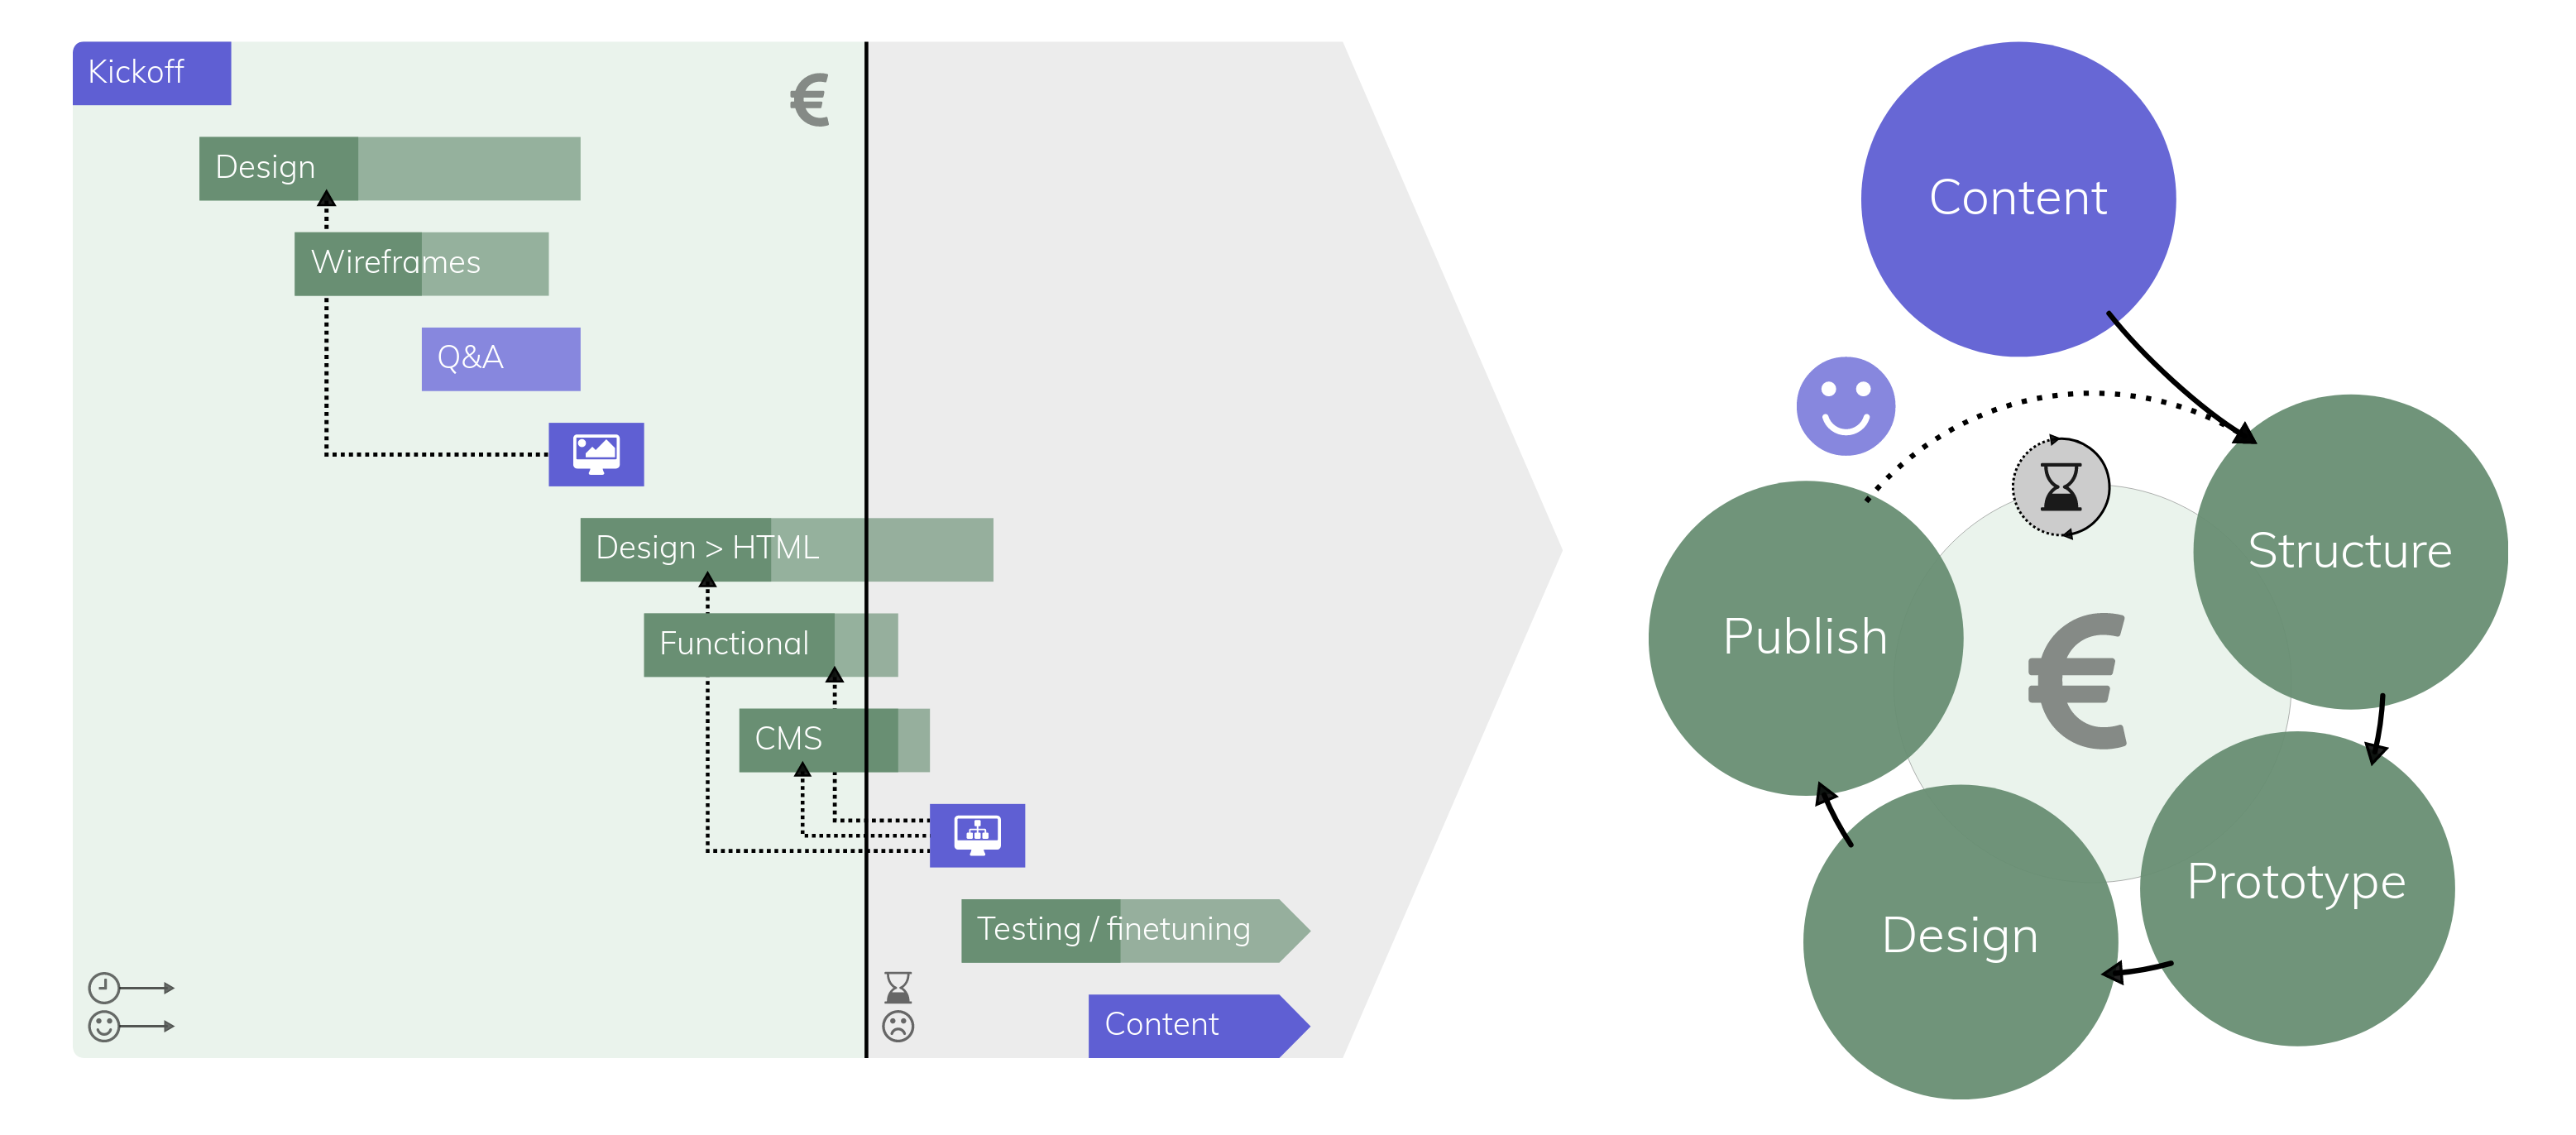 Kickoff
€
Design
Wireframes
Q&A
Design > HTML
Functional
CMS
Testing / finetuning
Content
Content
Structure
Publish
€
Prototype
Design